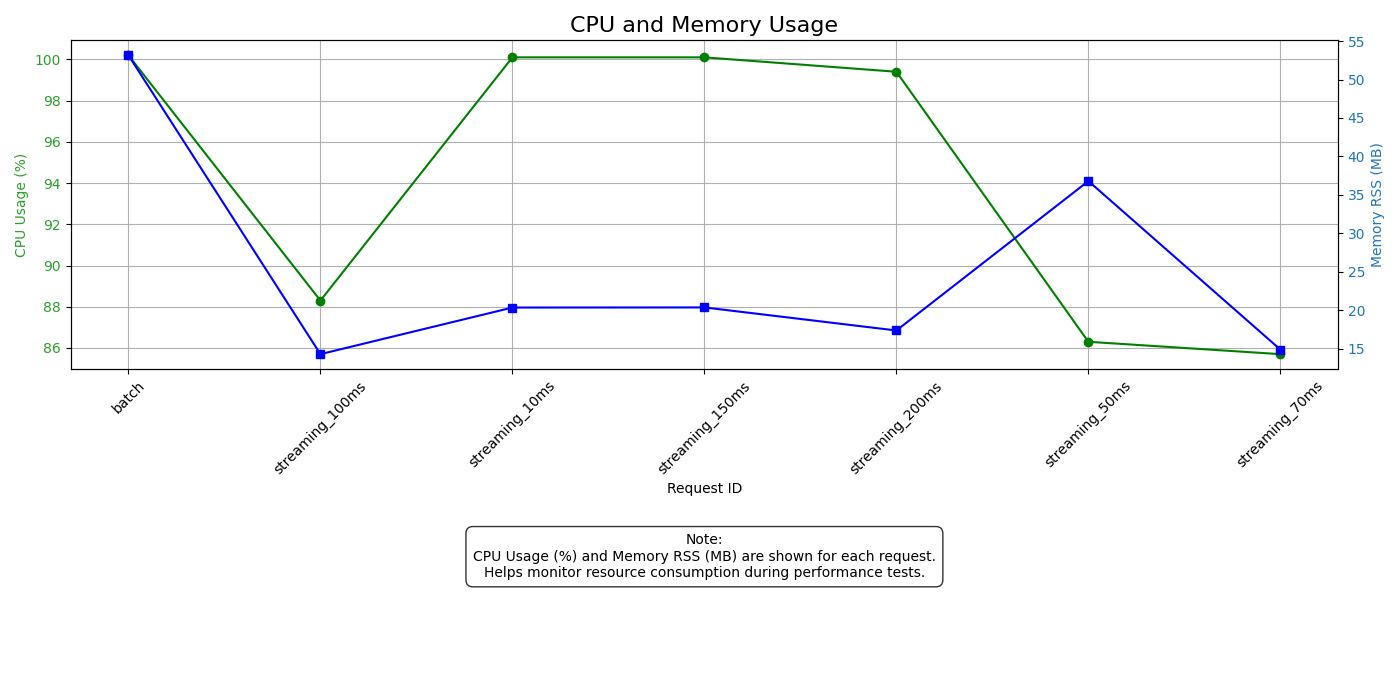 CPU and Memory Usage
CPU Usage (%)
100
98
96
94
92
90
88
86
55
50
45
40
35
30
25
20
15
Memory RSS (MB)
batch
streaming_100ms
streaming_10ms
streaming_150ms
streaming_200ms
streaming_50ms
streaming_70ms
Request ID
Note:
CPU Usage (%) and Memory RSS (MB) are shown for each request.
Helps monitor resource consumption during performance tests.